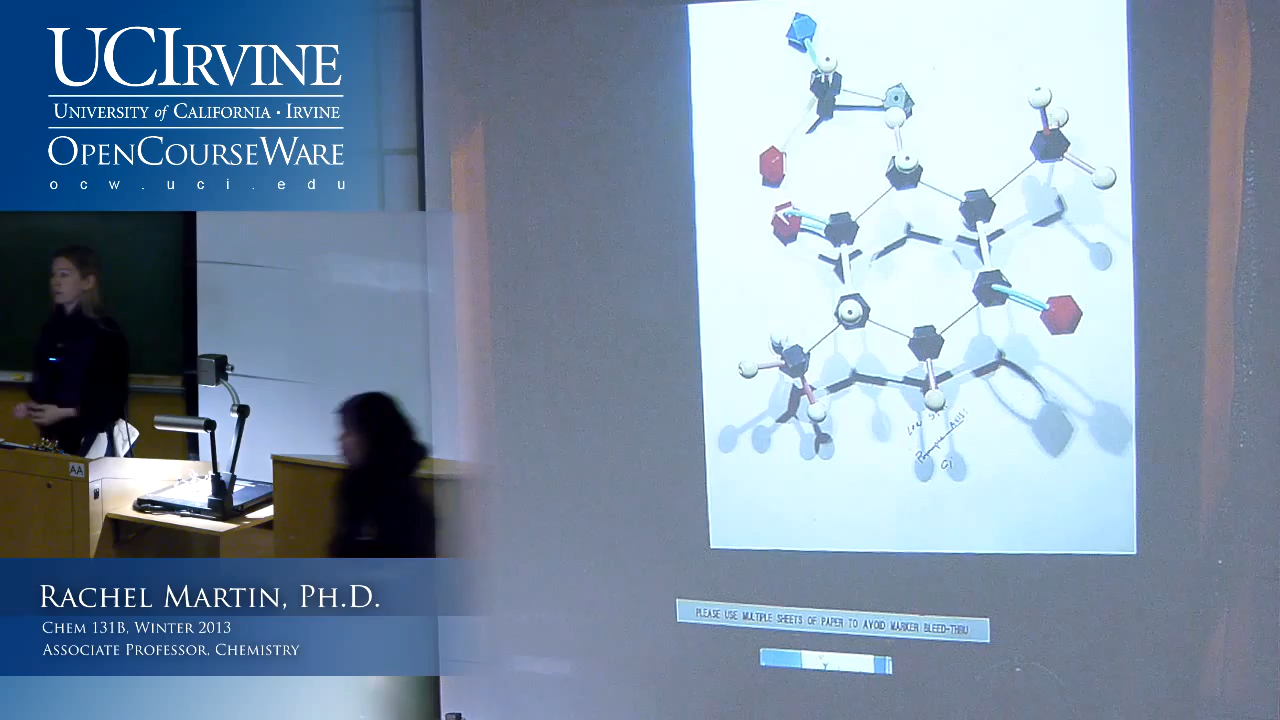 UCIRVINE
UNIVERSITY of CALIFORNIA · IRVINE
OPENCOURSEWARE
ocw.uci.edu
AA
PLEASE USE MULTIPLE SHEETS OF PAPER TO AVOID MARKER BLEED-THRU
RACHEL MARTIN, PH.D.
CHEM 131B, WINTER 2013
ASSOCIATE PROFESSOR, CHEMISTRY